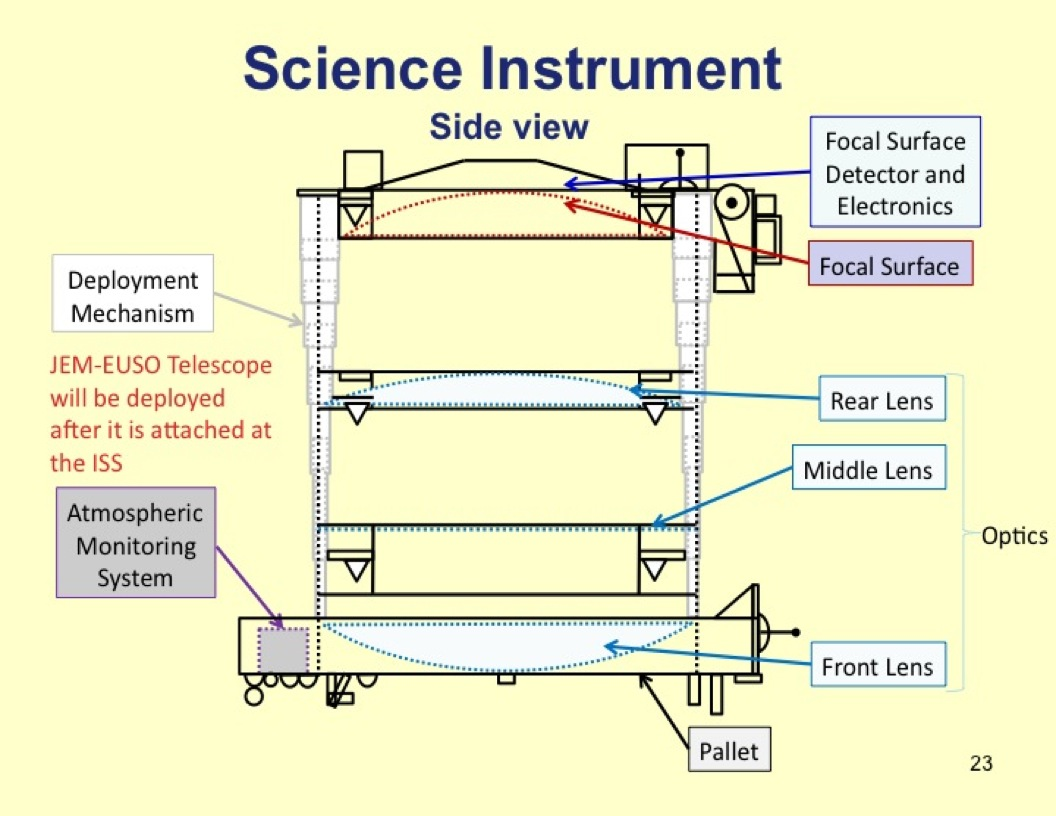 Science Instrument
Side view
Focal Surface
Detector and
Electronics
Focal Surface
Deployment
Mechanism
JEM-EUSO Telescope
will be deployed
after it is attached at
the ISS
Rear Lens
Middle Lens
Atmospheric
Monitoring
System
Optics
Front Lens
Pallet
23